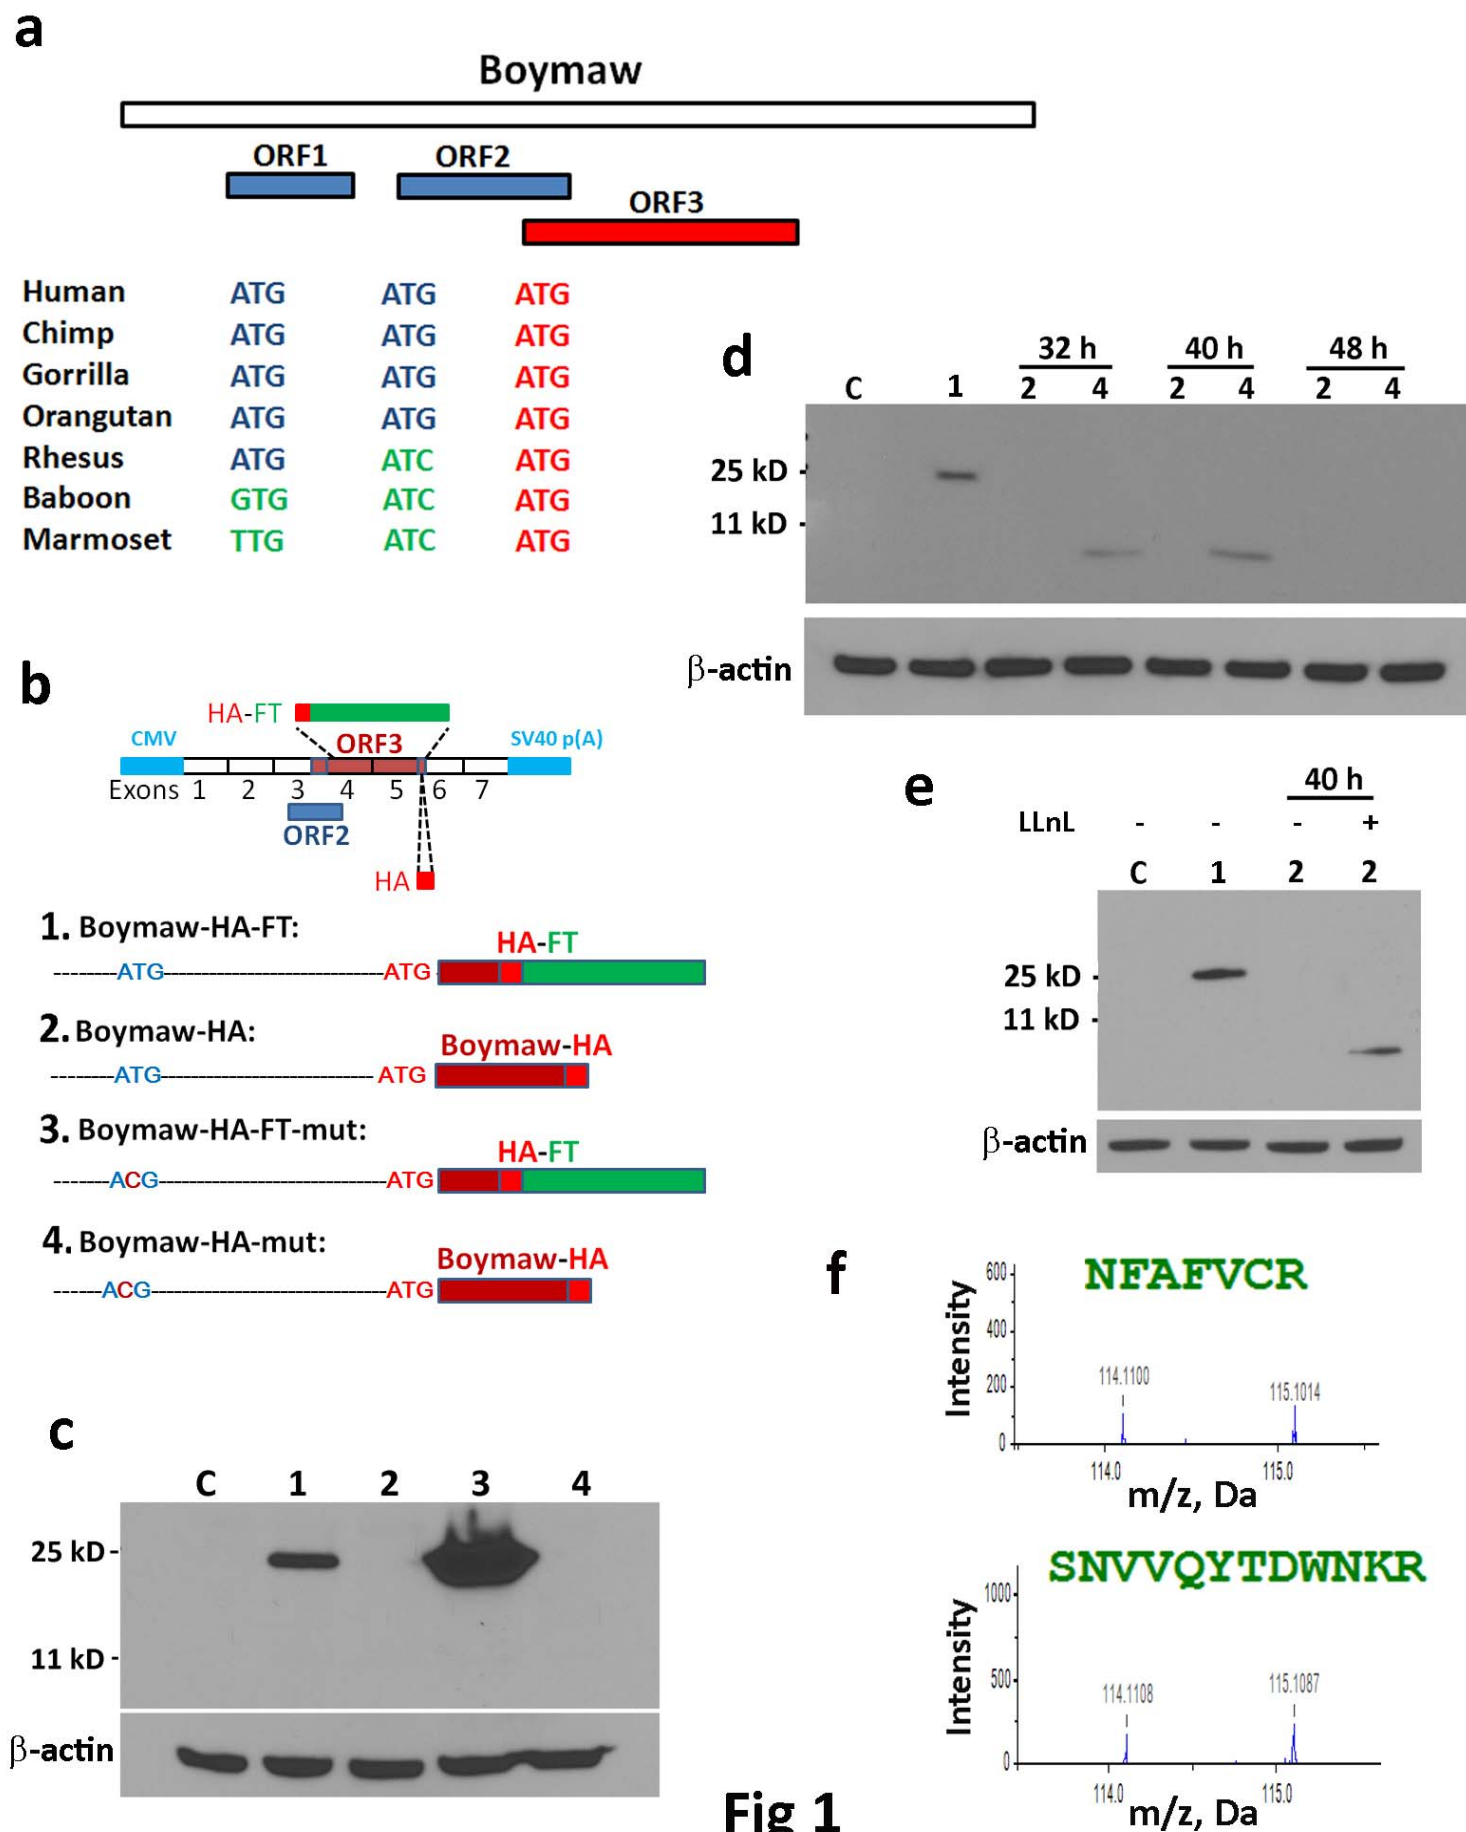 a
Boymaw
ORF1
ORF2
ORF3
Human ATG ATG ATG
Chimp ATG ATG ATG
Gorrilla ATG ATG ATG
Orangutan ATG ATG ATG
Rhesus ATG ATC ATG
Baboon GTG ATC ATG
Marmoset TTG ATC ATG
b
HA-FT
CMV
ORF3
SV40 p(A)
Exons 1 2 3 4 5 6 7
ORF2
HA
1. Boymaw-HA-FT:
HA-FT
ATG ATG
2. Boymaw-HA:
Boymaw-HA
ATG ATG
3. Boymaw-HA-FT-mut:
HA-FT
ACG ATG
4. Boymaw-HA-mut:
Boymaw-HA
ACG ATG
c
C 1 2 3 4
25 kD
11 kD
β-actin
d
32 h 40 h 48 h
C 1 2 4 2 4 2 4
25 kD
11 kD
β-actin
e
40 h
LLnL - - - +
C 1 2 2
25 kD
11 kD
β-actin
f
NFAFVCR
Intensity
600
400
200
0
114.1100
115.1014
114.0 115.0
m/z, Da
SNVVQYTDWNKR
Intensity
1000
500
0
114.1108
115.1087
114.0 115.0
m/z, Da
Fig 1